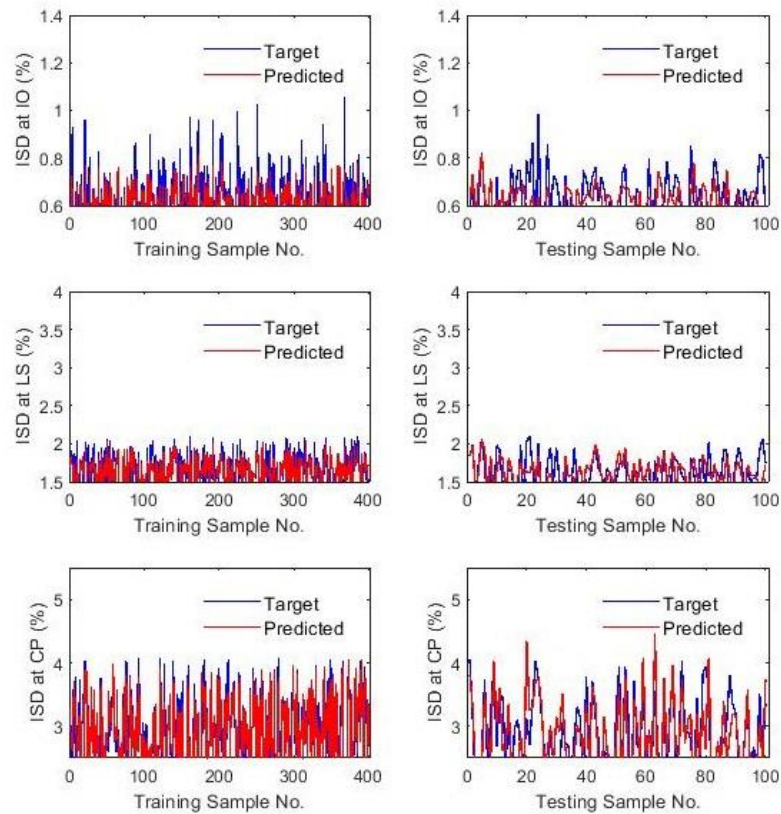 1.4
1.2
1
0.8
0.6
ISD at IO (%)
Target
Predicted
0 100 200 300 400
Training Sample No.
1.4
1.2
1
0.8
0.6
ISD at IO (%)
Target
Predicted
0 20 40 60 80 100
Testing Sample No.
4
3.5
3
2.5
2
1.5
ISD at LS (%)
Target
Predicted
0 100 200 300 400
Training Sample No.
4
3.5
3
2.5
2
1.5
ISD at LS (%)
Target
Predicted
0 20 40 60 80 100
Testing Sample No.
5
4
3
ISD at CP (%)
Target
Predicted
0 100 200 300 400
Training Sample No.
5
4
3
ISD at CP (%)
Target
Predicted
0 20 40 60 80 100
Testing Sample No.